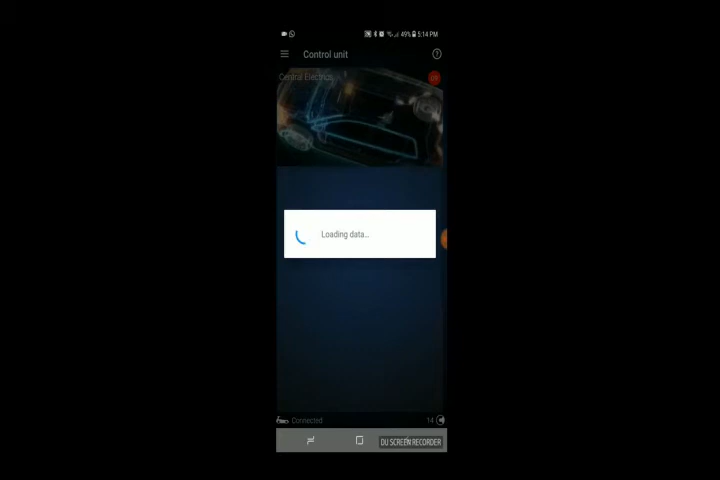 49% 5:14 PM
Control unit
Central Electrics
Loading data...
Connected
14
DU SCREEN RECORDER